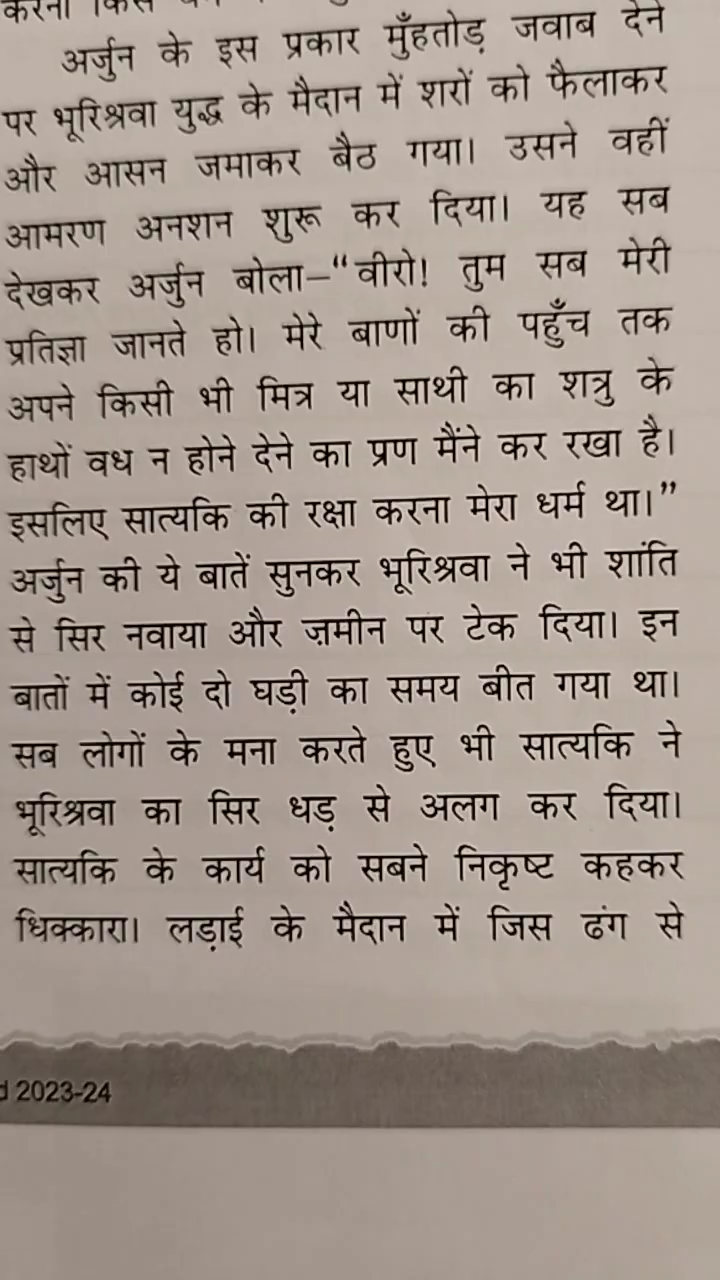 करना किस
अर्जुन के इस प्रकार मुँहतोड़ जवाब देने
पर भूरिश्रवा युद्ध के मैदान में शरों को फैलाकर
और आसन जमाकर बैठ गया। उसने वहीं
आमरण अनशन शुरू कर दिया। यह सब
देखकर अर्जुन बोला–“वीरो! तुम सब मेरी
प्रतिज्ञा जानते हो। मेरे बाणों की पहुँच तक
अपने किसी भी मित्र या साथी का शत्रु के
हाथों वध न होने देने का प्रण मैंने कर रखा है।
इसलिए सात्यकि की रक्षा करना मेरा धर्म था।”
अर्जुन की ये बातें सुनकर भूरिश्रवा ने भी शांति
से सिर नवाया और ज़मीन पर टेक दिया। इन
बातों में कोई दो घड़ी का समय बीत गया था।
सब लोगों के मना करते हुए भी सात्यकि ने
भूरिश्रवा का सिर धड़ से अलग कर दिया।
सात्यकि के कार्य को सबने निकृष्ट कहकर
धिक्कारा। लड़ाई के मैदान में जिस ढंग से
d 2023-24